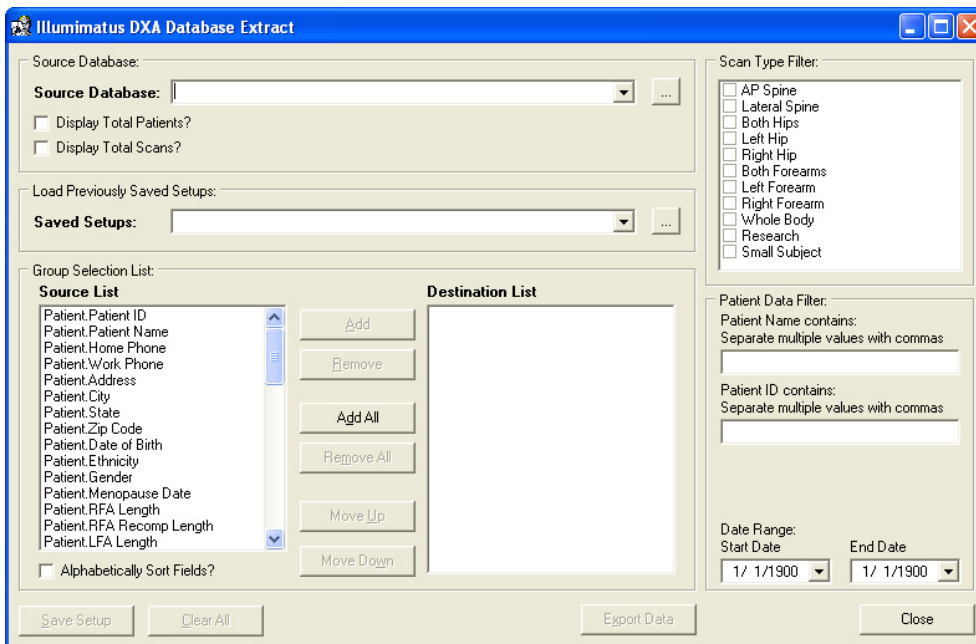 Illumimatus DXA Database Extract
Source Database:
Source Database:
...
Display Total Patients?
Display Total Scans?
Load Previously Saved Setups:
Saved Setups:
...
Group Selection List:
Source List
Patient.Patient ID
Patient.Patient Name
Patient.Home Phone
Patient.Work Phone
Patient.Address
Patient.City
Patient.State
Patient.Zip Code
Patient.Date of Birth
Patient.Ethnicity
Patient.Gender
Patient.Menopause Date
Patient.RFA Length
Patient.RFA Recomp Length
Patient.LFA Length
Alphabetically Sort Fields?
Add
Remove
Add All
Remove All
Move Up
Move Down
Destination List
Scan Type Filter:
AP Spine
Lateral Spine
Both Hips
Left Hip
Right Hip
Both Forearms
Left Forearm
Right Forearm
Whole Body
Research
Small Subject
Patient Data Filter:
Patient Name contains:
Separate multiple values with commas
Patient ID contains:
Separate multiple values with commas
Date Range:
Start Date End Date
1/ 1/1900 1/ 1/1900
Save Setup Clear All Export Data Close